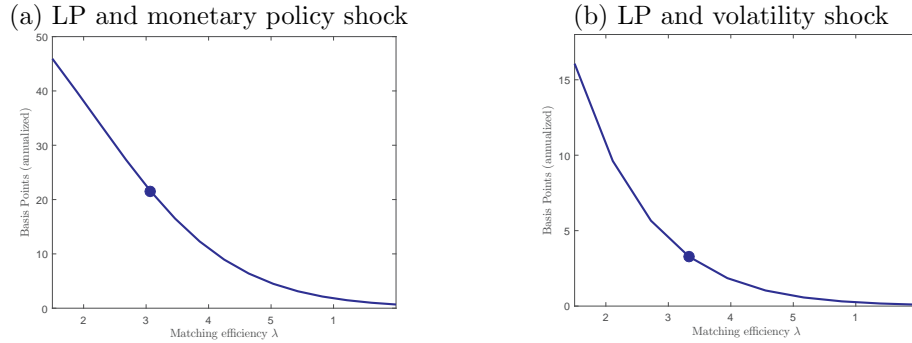 (a) LP and monetary policy shock
50
40
30
20
10
0
Basis Points (annualized)
2 3 4 5 1
Matching efficiency λ
(b) LP and volatility shock
15
10
5
0
Basis Points (annualized)
2 3 4 5 1
Matching efficiency λ